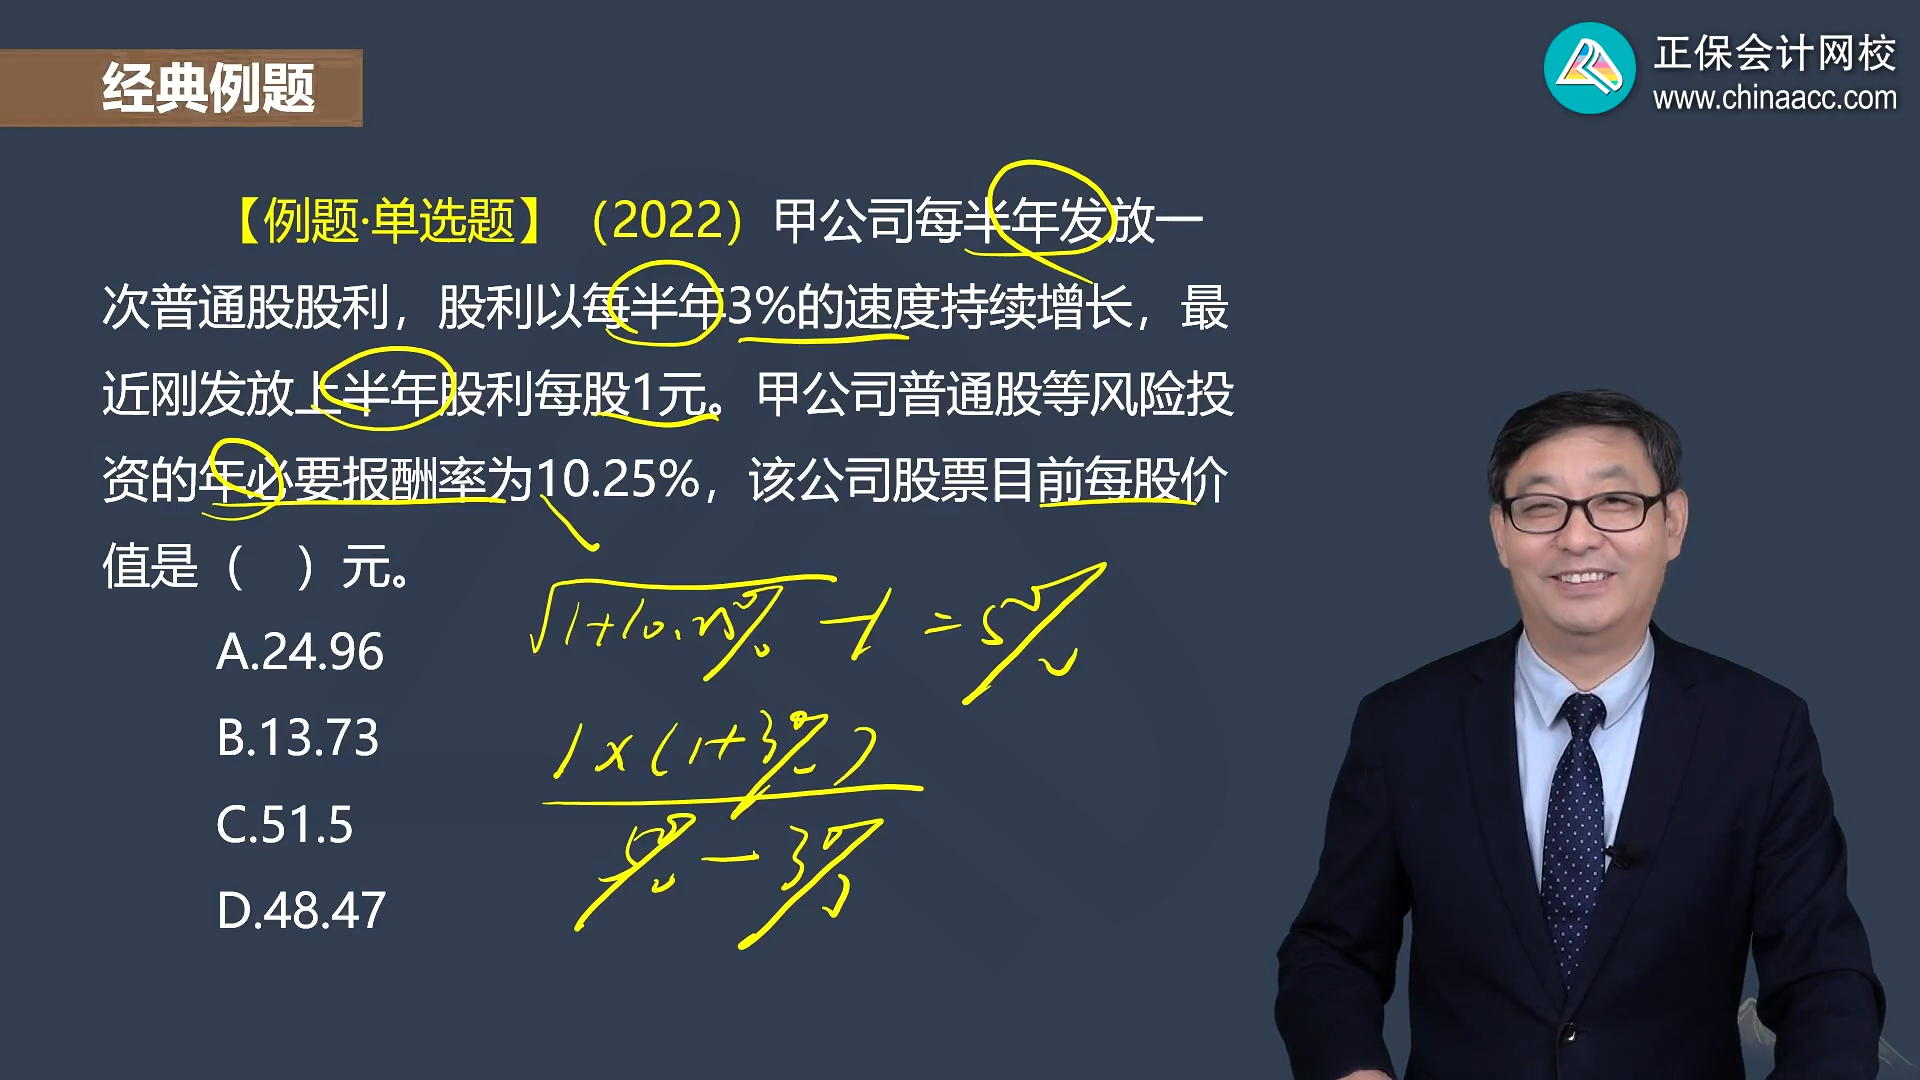 正保会计网校
www.chinaacc.com
经典例题
【例题·单选题】（2022）甲公司每半年发放一
次普通股股利，股利以每半年3%的速度持续增长，最
近刚发放上半年股利每股1元。甲公司普通股等风险投
资的年必要报酬率为10.25%，该公司股票目前每股价
值是（ ）元。
A.24.96
B.13.73
C.51.5
D.48.47
√1+10.25% -1 = 5%
1×(1+3%)
5% - 3%